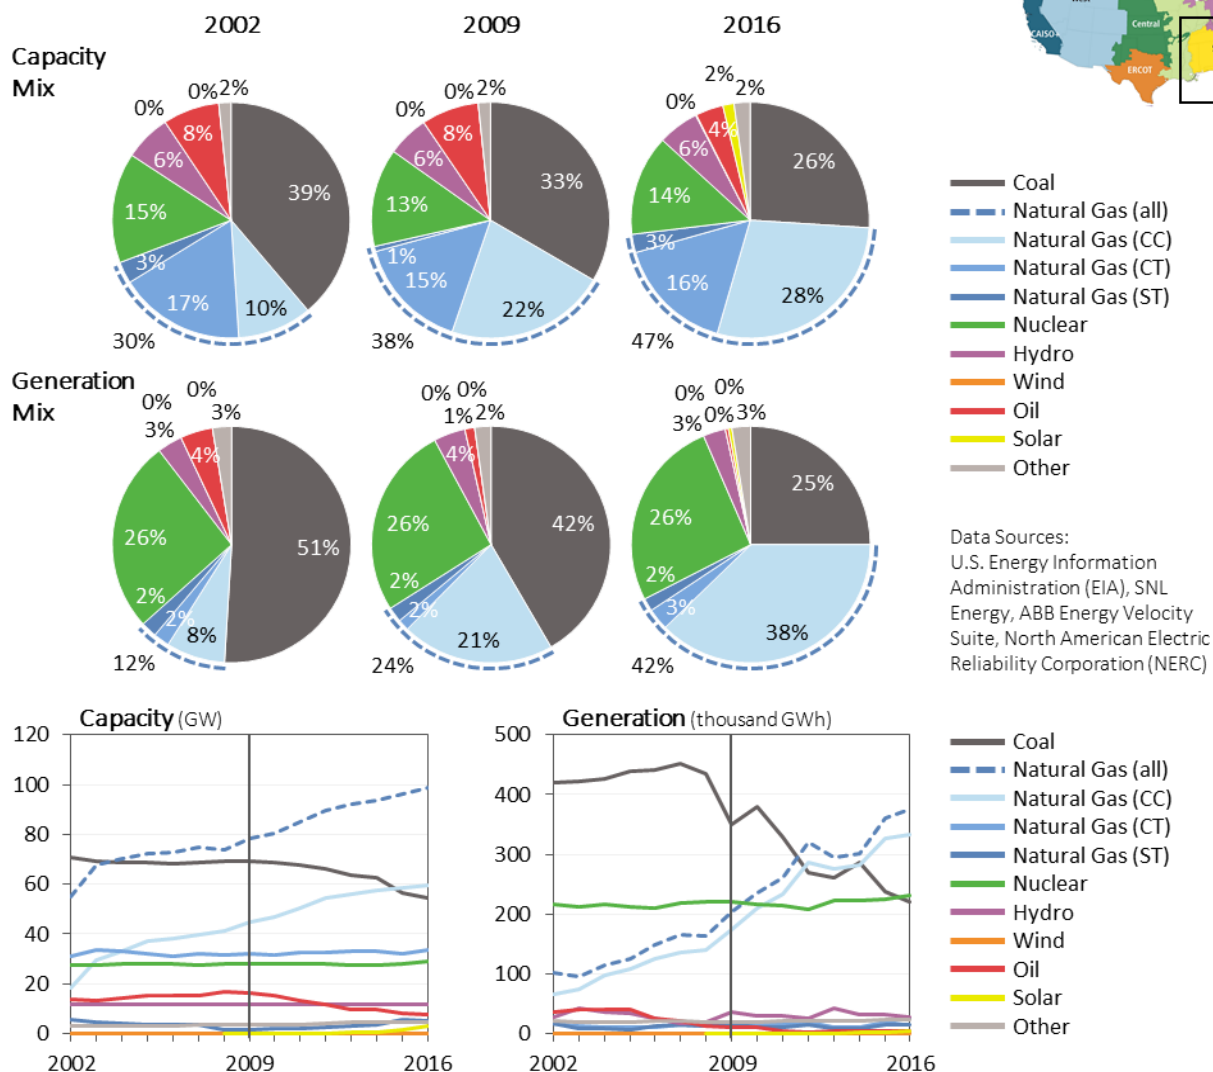 2002
2009
2016
CAISO
West
Central
ERCOT
Capacity
Mix
0%
0%
2%
8%
6%
15%
3%
17%
10%
39%
30%
0%
0%
2%
8%
6%
13%
1%
15%
22%
33%
38%
0%
2%
2%
4%
6%
14%
3%
16%
28%
26%
47%
Coal
Natural Gas (all)
Natural Gas (CC)
Natural Gas (CT)
Natural Gas (ST)
Nuclear
Hydro
Wind
Oil
Solar
Other
Generation
Mix
0%
0%
3%
3%
4%
26%
2%
2%
8%
51%
12%
0%
0%
1%
2%
4%
26%
2%
2%
21%
42%
24%
0%
0%
3%
0%
3%
26%
2%
3%
38%
25%
42%
Data Sources:
U.S. Energy Information
Administration (EIA), SNL
Energy, ABB Energy Velocity
Suite, North American Electric
Reliability Corporation (NERC)
Capacity (GW)
120
100
80
60
40
20
0
2002
2009
2016
Generation (thousand GWh)
500
400
300
200
100
0
2002
2009
2016
Coal
Natural Gas (all)
Natural Gas (CC)
Natural Gas (CT)
Natural Gas (ST)
Nuclear
Hydro
Wind
Oil
Solar
Other